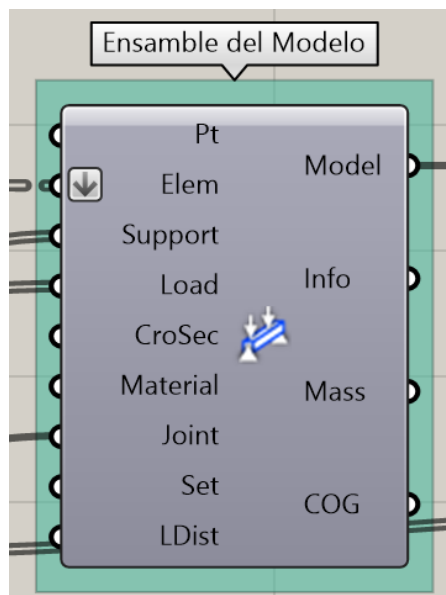 Ensamble del Modelo
Pt
Elem
Support
Load
CroSec
Material
Joint
Set
LDist
Model
Info
Mass
COG